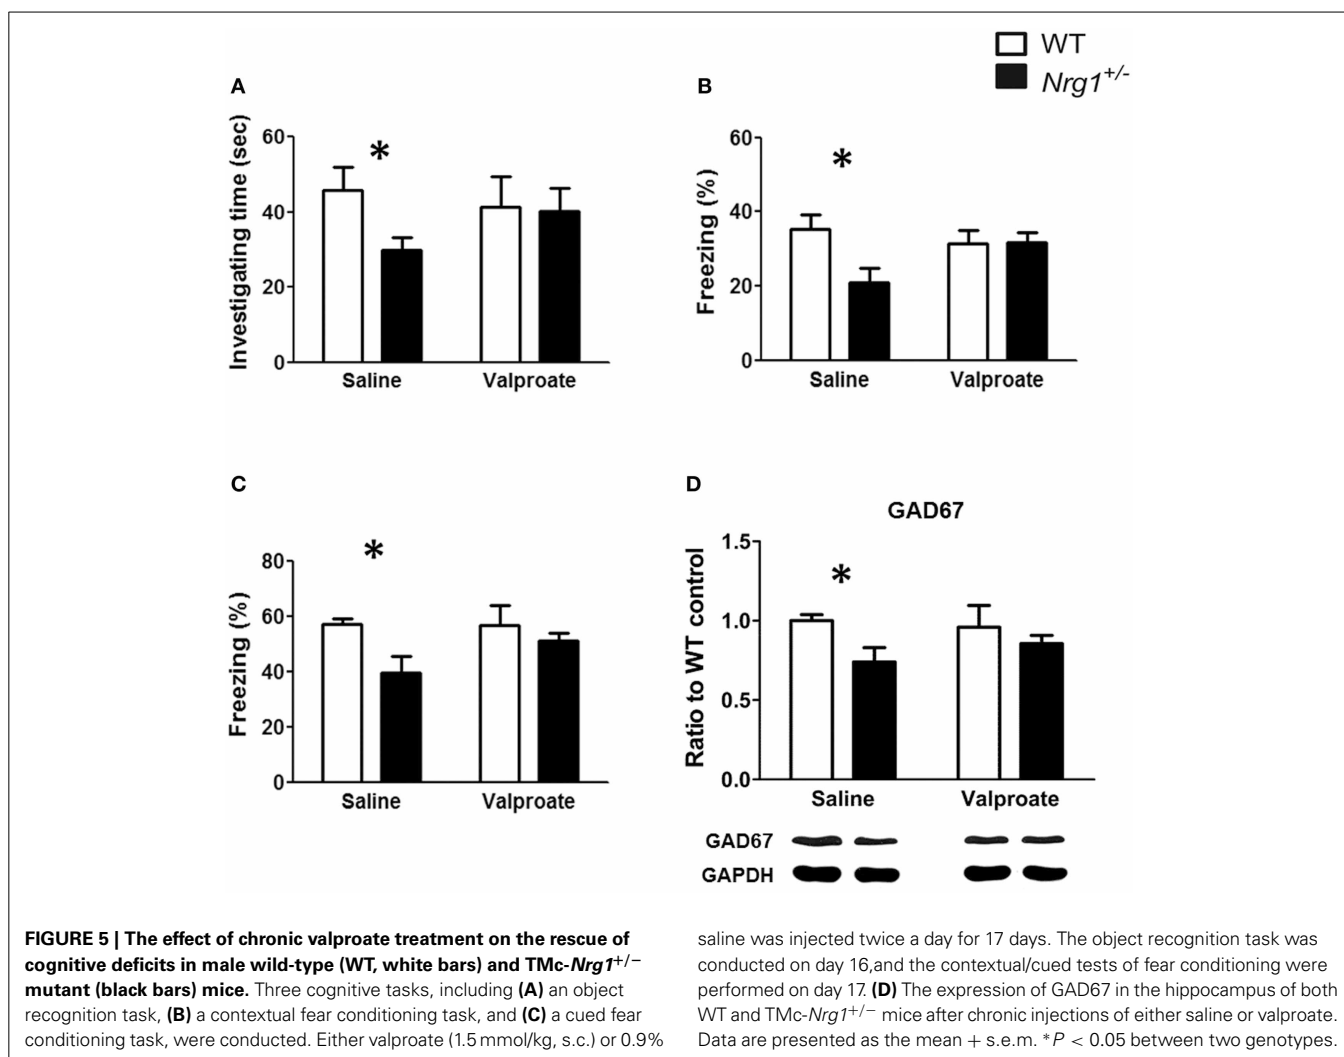 WT
Nrg1+/-
A
Investigating time (sec)
60
40
20
0
*
Saline
Valproate
B
Freezing (%)
60
40
20
0
*
Saline
Valproate
C
Freezing (%)
80
60
40
20
0
*
Saline
Valproate
D
GAD67
Ratio to WT control
1.5
1.0
0.5
0.0
*
Saline
Valproate
GAD67
GAPDH
FIGURE 5 | The effect of chronic valproate treatment on the rescue of
cognitive deficits in male wild-type (WT, white bars) and TMc-Nrg1+/−
mutant (black bars) mice. Three cognitive tasks, including (A) an object
recognition task, (B) a contextual fear conditioning task, and (C) a cued fear
conditioning task, were conducted. Either valproate (1.5 mmol/kg, s.c.) or 0.9%
saline was injected twice a day for 17 days. The object recognition task was
conducted on day 16,and the contextual/cued tests of fear conditioning were
performed on day 17. (D) The expression of GAD67 in the hippocampus of both
WT and TMc-Nrg1+/− mice after chronic injections of either saline or valproate.
Data are presented as the mean + s.e.m. *P < 0.05 between two genotypes.